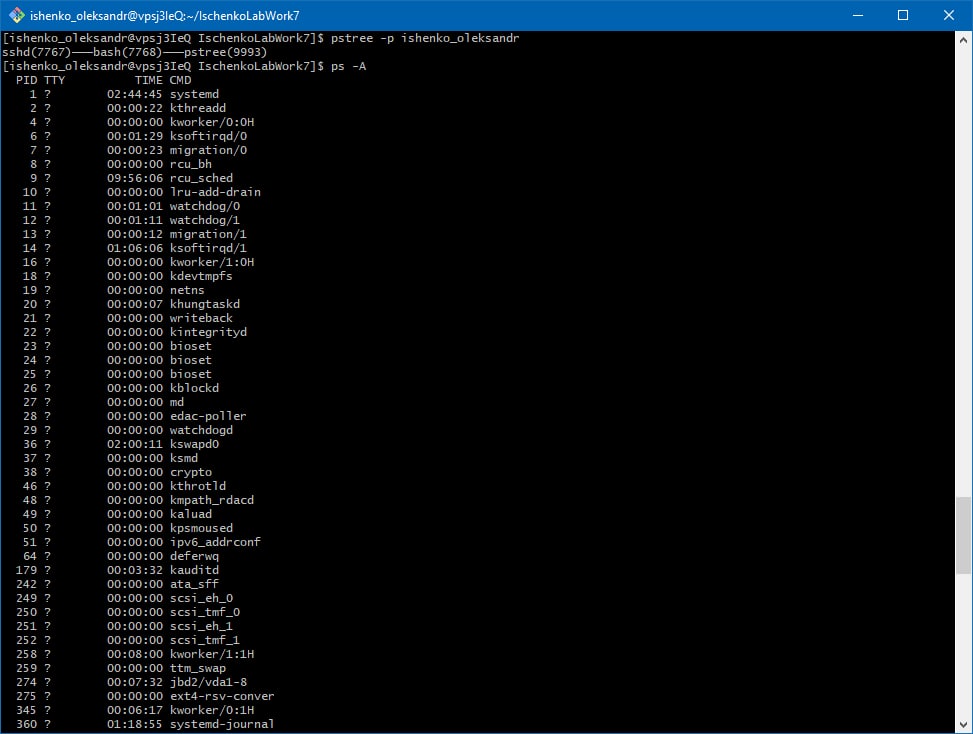 ishenko_oleksandr@vpsj3IeQ:~/IschenkoLabWork7
[ishenko_oleksandr@vpsj3IeQ IschenkoLabWork7]$ pstree -p ishenko_oleksandr
sshd(7767)───bash(7768)───pstree(9993)
[ishenko_oleksandr@vpsj3IeQ IschenkoLabWork7]$ ps -A
  PID TTY          TIME CMD
    1 ?        02:44:45 systemd
    2 ?        00:00:22 kthreadd
    4 ?        00:00:00 kworker/0:0H
    6 ?        00:01:29 ksoftirqd/0
    7 ?        00:00:23 migration/0
    8 ?        00:00:00 rcu_bh
    9 ?        09:56:06 rcu_sched
   10 ?        00:00:00 lru-add-drain
   11 ?        00:01:01 watchdog/0
   12 ?        00:01:11 watchdog/1
   13 ?        00:00:12 migration/1
   14 ?        01:06:06 ksoftirqd/1
   16 ?        00:00:00 kworker/1:0H
   18 ?        00:00:00 kdevtmpfs
   19 ?        00:00:00 netns
   20 ?        00:00:07 khungtaskd
   21 ?        00:00:00 writeback
   22 ?        00:00:00 kintegrityd
   23 ?        00:00:00 bioset
   24 ?        00:00:00 bioset
   25 ?        00:00:00 bioset
   26 ?        00:00:00 kblockd
   27 ?        00:00:00 md
   28 ?        00:00:00 edac-poller
   29 ?        00:00:00 watchdogd
   36 ?        02:00:11 kswapd0
   37 ?        00:00:00 ksmd
   38 ?        00:00:00 crypto
   46 ?        00:00:00 kthrotld
   48 ?        00:00:00 kmpath_rdacd
   49 ?        00:00:00 kaluad
   50 ?        00:00:00 kpsmoused
   51 ?        00:00:00 ipv6_addrconf
   64 ?        00:00:00 deferwq
  179 ?        00:03:32 kauditd
  242 ?        00:00:00 ata_sff
  249 ?        00:00:00 scsi_eh_0
  250 ?        00:00:00 scsi_tmf_0
  251 ?        00:00:00 scsi_eh_1
  252 ?        00:00:00 scsi_tmf_1
  258 ?        00:08:00 kworker/1:1H
  259 ?        00:00:00 ttm_swap
  274 ?        00:07:32 jbd2/vda1-8
  275 ?        00:00:00 ext4-rsv-conver
  345 ?        00:06:17 kworker/0:1H
  360 ?        01:18:55 systemd-journal